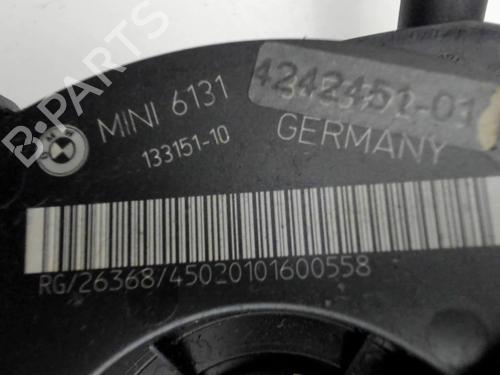 B-PARTS
MINI 6131
4242451-01
133151-10
GERMANY
RG/26368/45020101600558